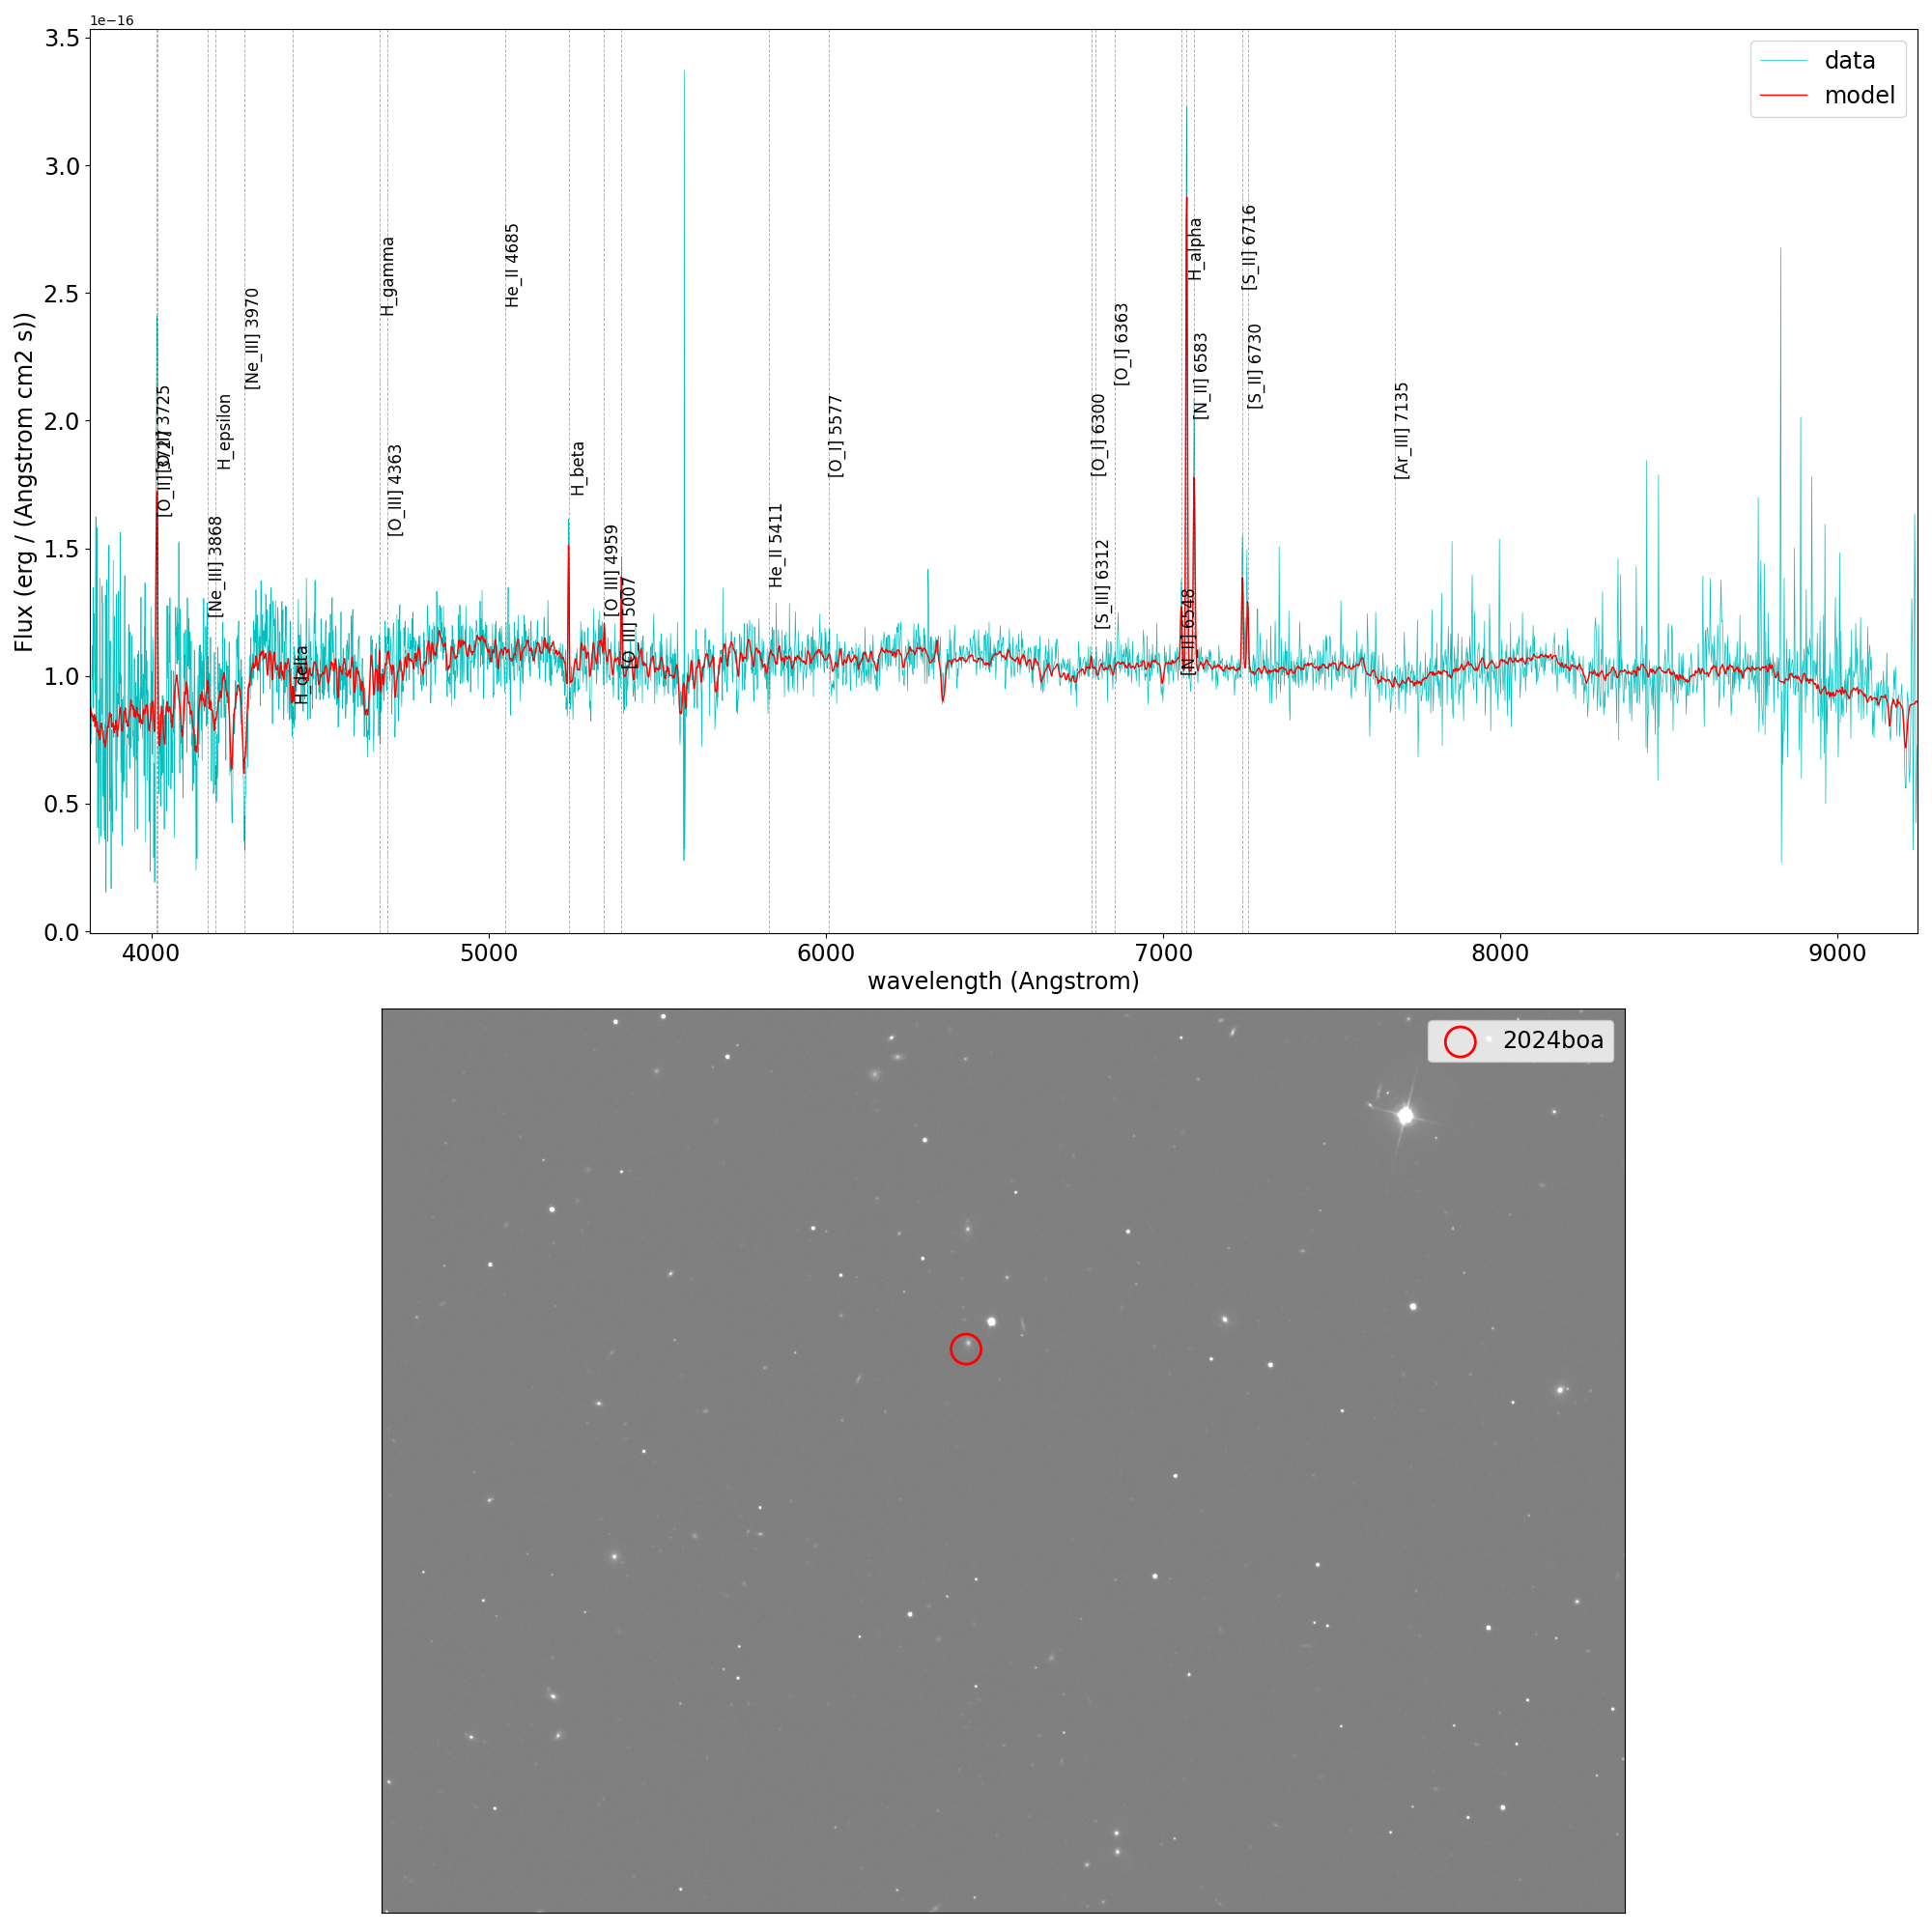 1e−16
3.5
3.0
2.5
2.0
1.5
1.0
0.5
0.0
Flux (erg / (Angstrom cm2 s))
data
model
[O_II] 3725
[O_II] 3727
[Ne_III] 3868
H_epsilon
[Ne_III] 3970
H_delta
H_gamma
[O_III] 4363
He_II 4685
H_beta
[O_III] 4959
[O_III] 5007
He_II 5411
[O_I] 5577
[O_I] 6300
[S_III] 6312
[O_I] 6363
[N_II] 6548
H_alpha
[N_II] 6583
[S_II] 6716
[S_II] 6730
[Ar_III] 7135
4000
5000
6000
7000
8000
9000
wavelength (Angstrom)
2024boa